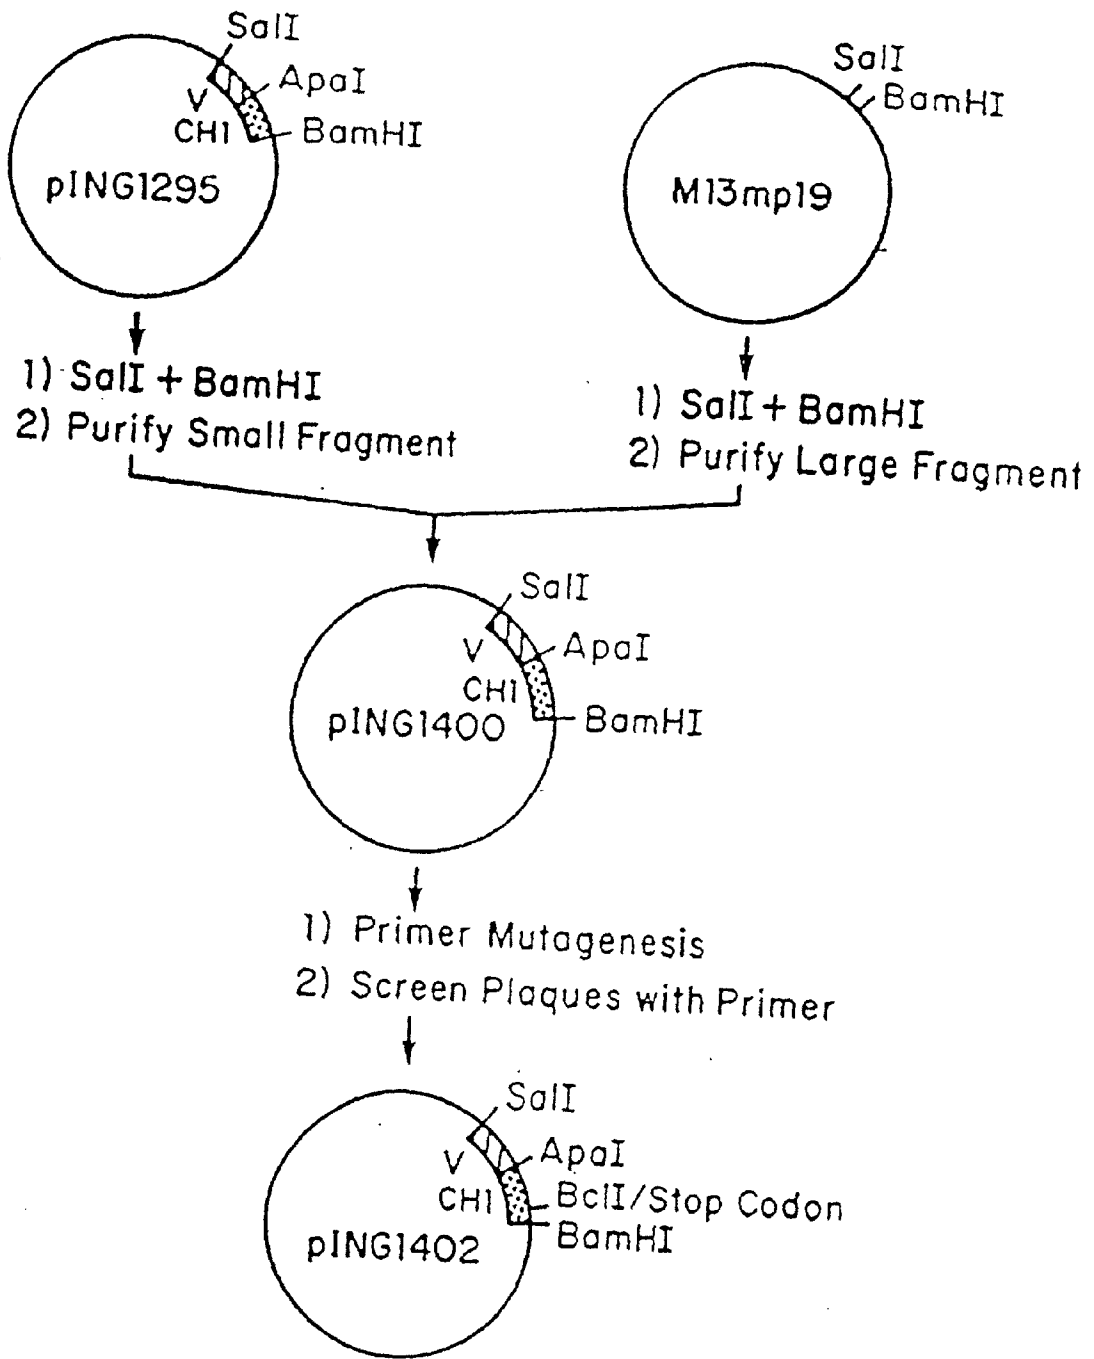 SalI
ApaI
V
CH1
BamHI
pING1295
SalI
BamHI
M13mp19
1) SalI + BamHI
2) Purify Small Fragment
1) SalI + BamHI
2) Purify Large Fragment
SalI
V
ApaI
CH1
BamHI
pING1400
1) Primer Mutagenesis
2) Screen Plaques with Primer
SalI
V
ApaI
CH1
BclI/Stop Codon
BamHI
pING1402